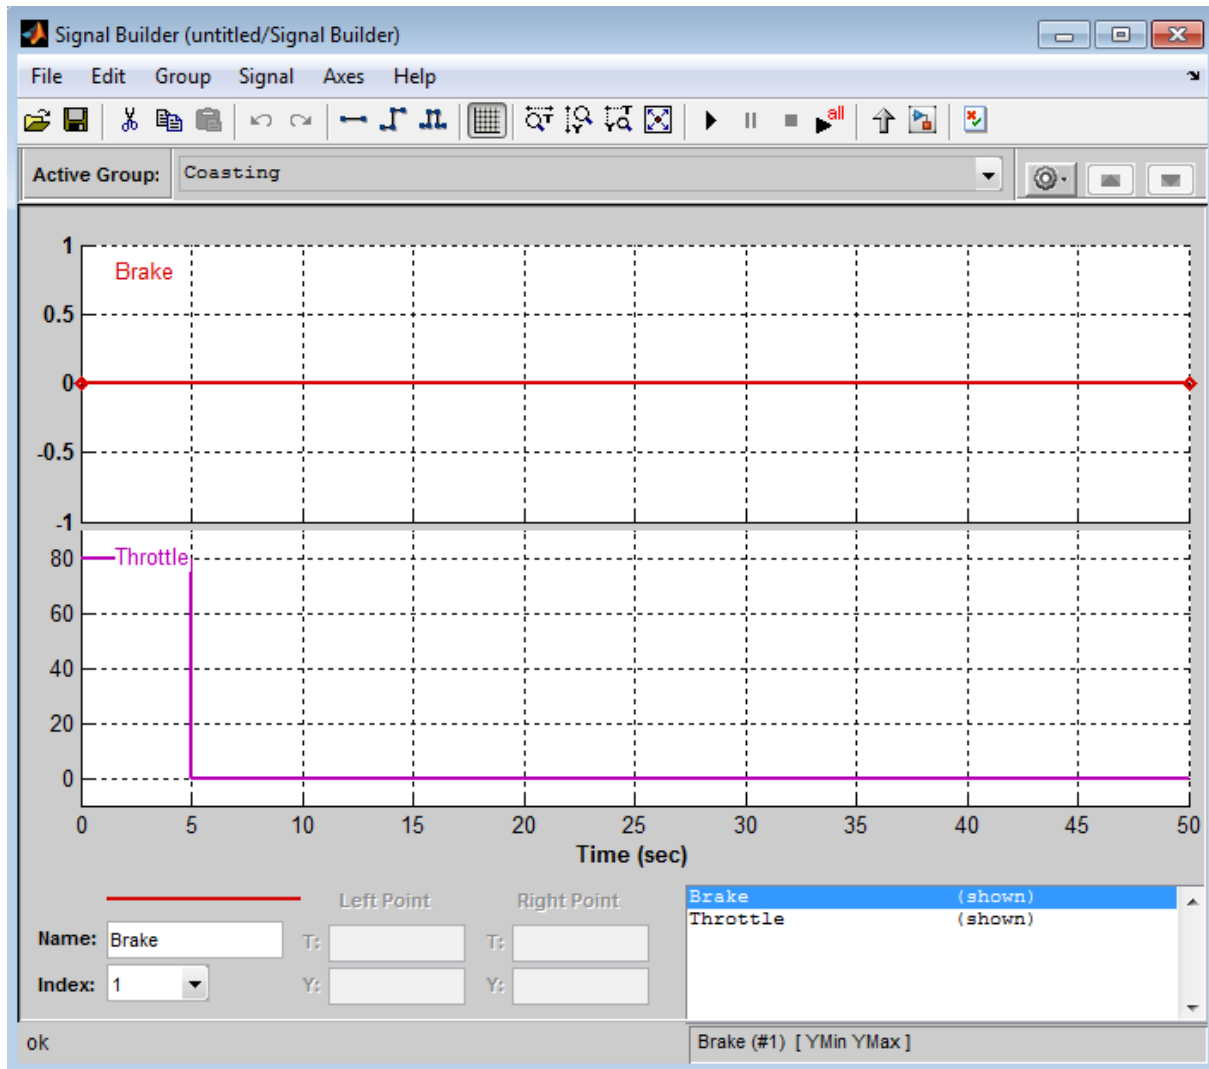 Signal Builder (untitled/Signal Builder)
File Edit Group Signal Axes Help
all
Active Group: Coasting
1
Brake
0.5
0
-0.5
-1
80 Throttle
60
40
20
0
0 5 10 15 20 25 30 35 40 45 50
Time (sec)
Left Point Right Point
Brake (shown)
Throttle (shown)
Name: Brake T: T:
Index: 1 Y: Y:
ok
Brake (#1) [ YMin YMax ]